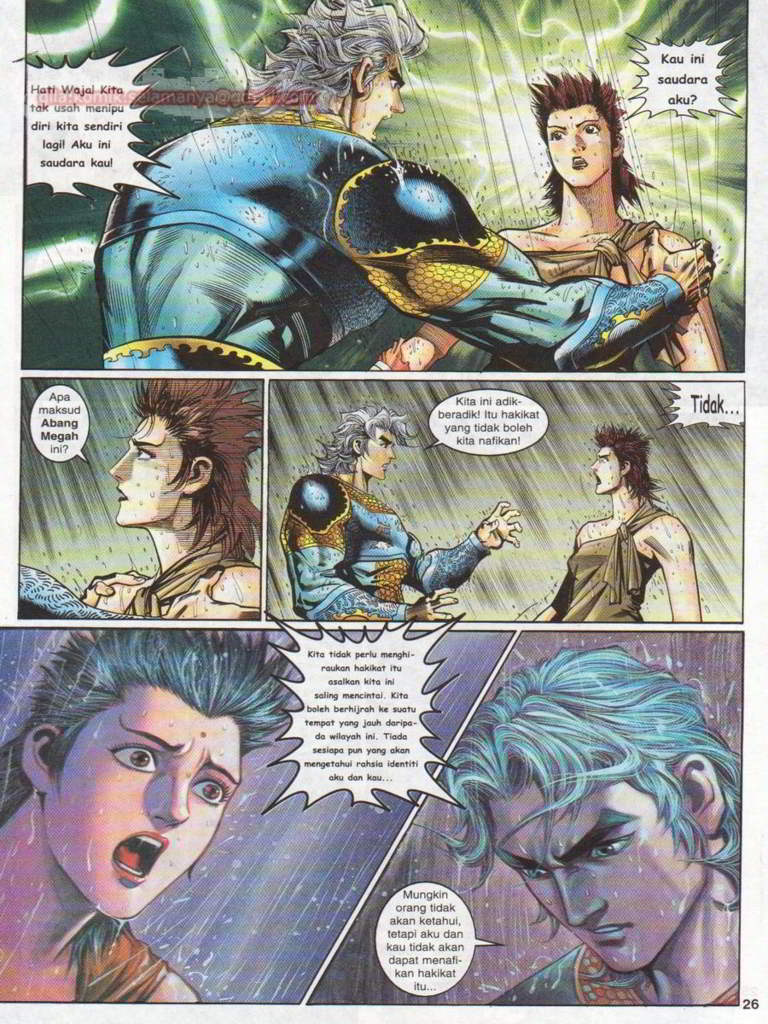 Hati Waja! Kita
tak usah menipu
diri kita sendiri
lagi! Aku ini
saudara kau!
Kau ini
saudara
aku?
Apa
maksud
Abang
Megah
ini?
Kita ini adik-
beradik! Itu hakikat
yang tidak boleh
kita nafikan!
Tidak...
Kita tidak perlu menghi-
raukan hakikat itu
asalkan kita ini
saling mencintai. Kita
boleh berhijrah ke suatu
tempat yang jauh daripa-
da wilayah ini. Tiada
sesiapa pun yang akan
mengetahui rahsia identiti
aku dan kau...
Mungkin
orang tidak
akan ketahui,
tetapi aku dan
kau tidak akan
dapat menafi-
kan hakikat
itu...
26